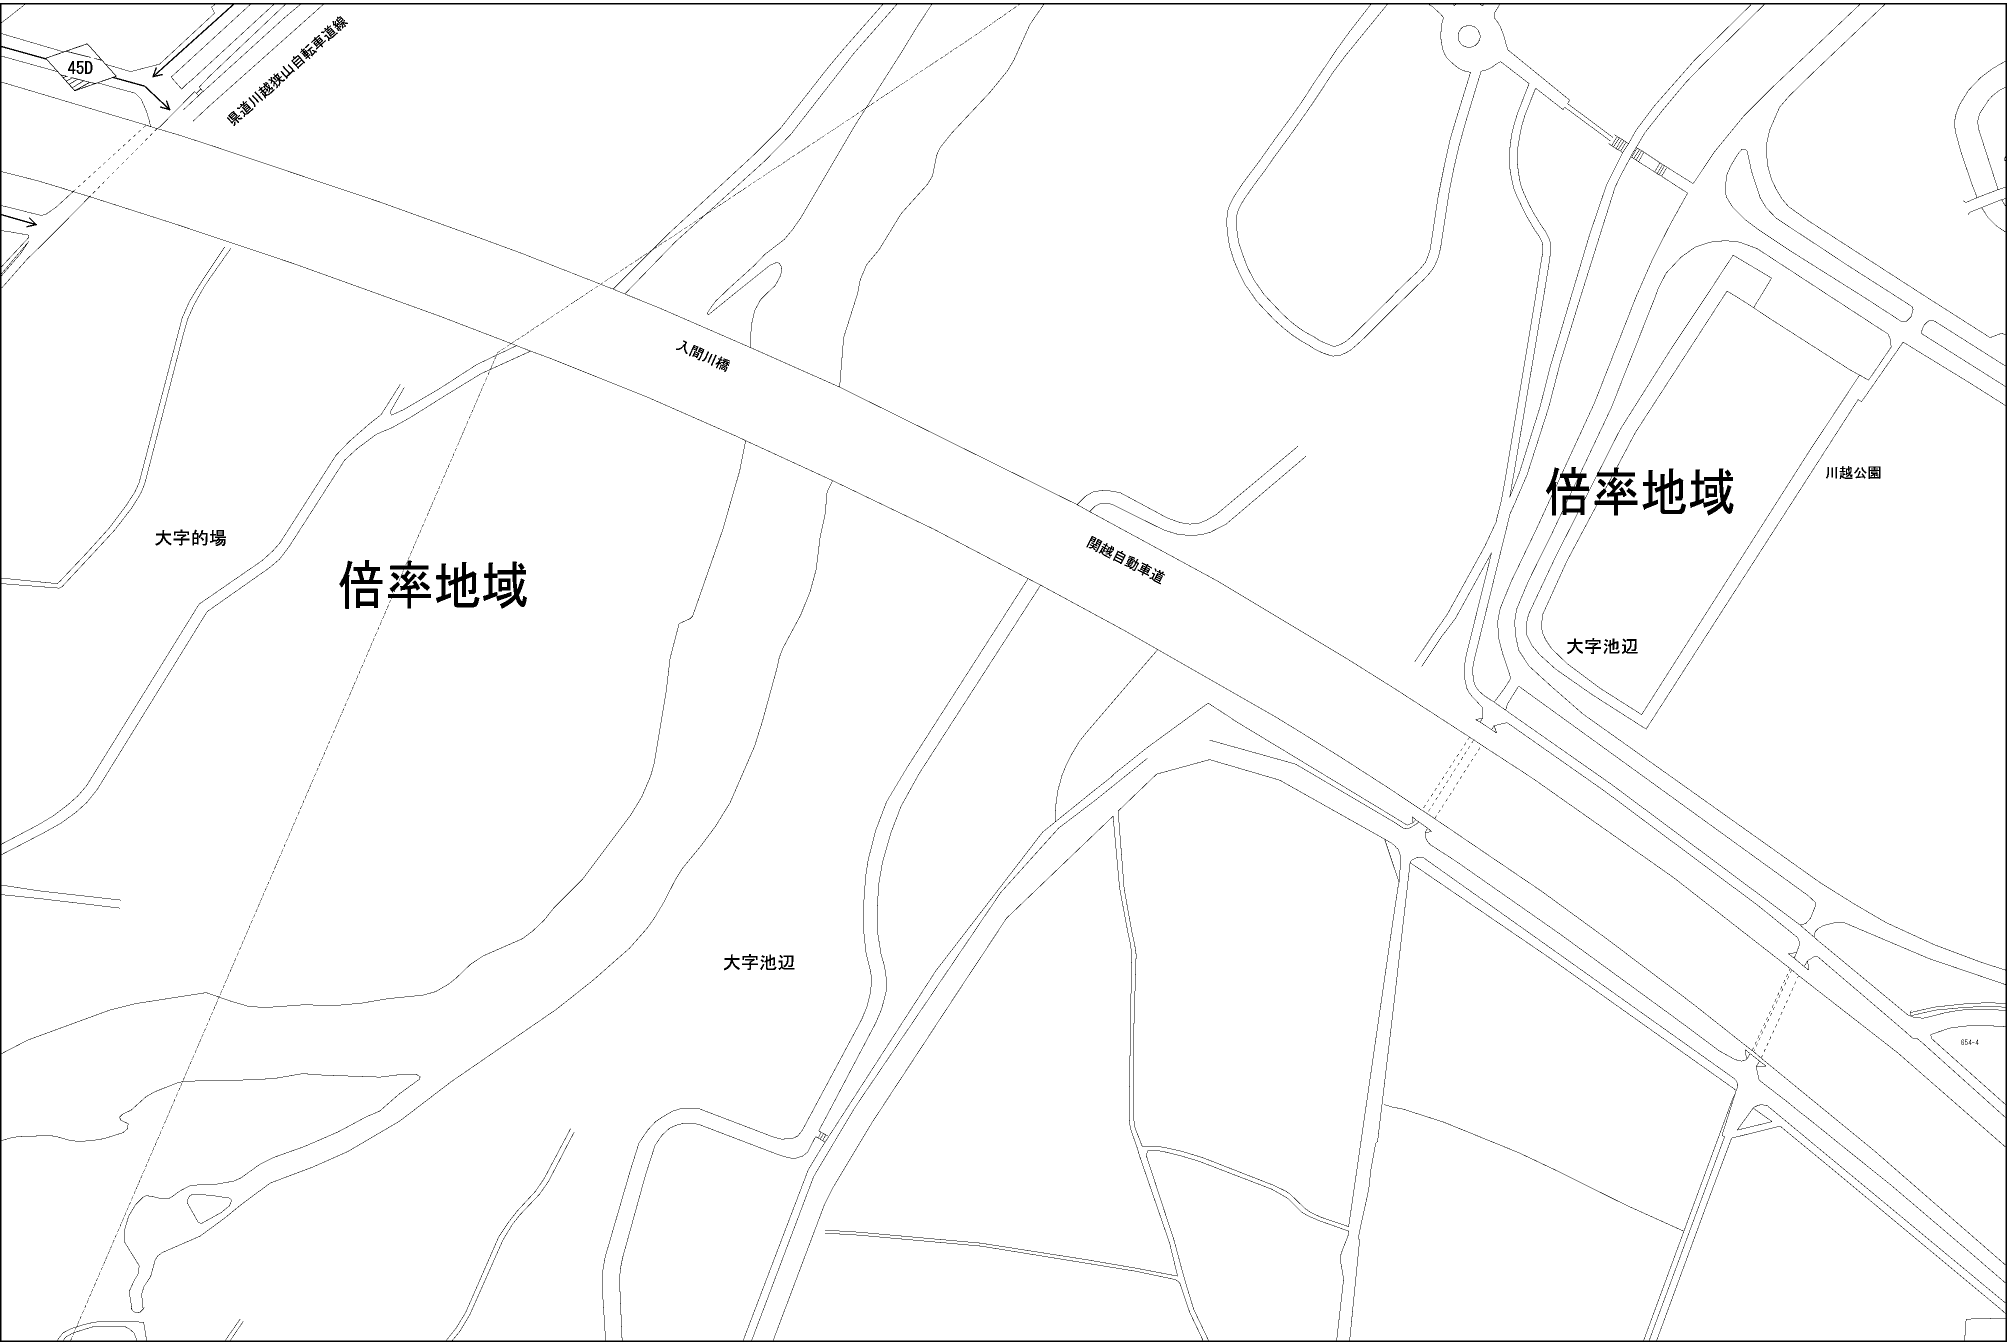 45D
県道川越狭山自転車道線
入間川橋
倍率地域
川越公園
大字的場
関越自動車道
倍率地域
大字池辺
大字池辺
654-4